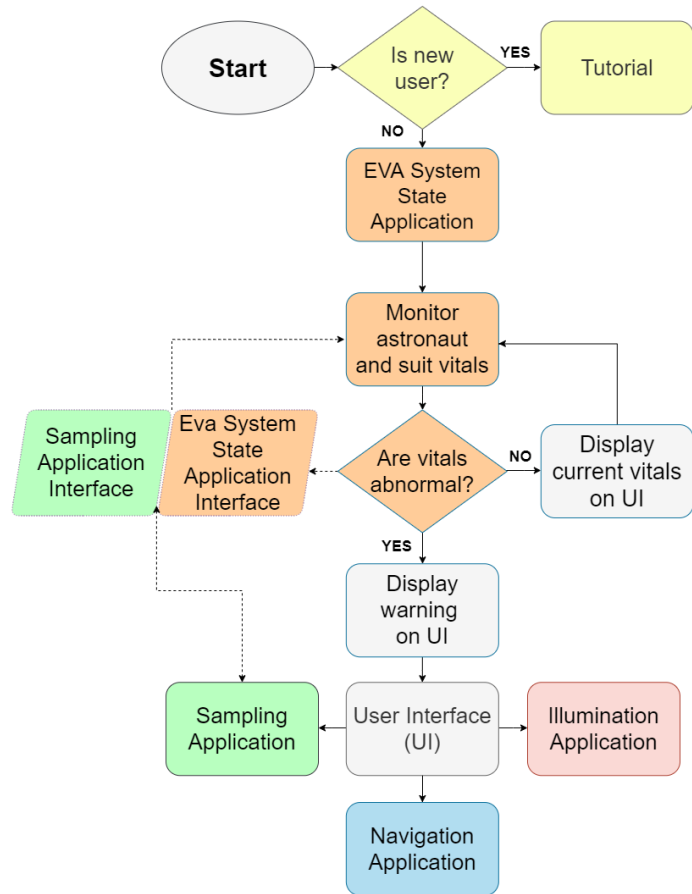 Start
Is new
user?
YES
Tutorial
NO
EVA System
State
Application
Monitor
astronaut
and suit vitals
Sampling
Application
Interface
Eva System
State
Application
Interface
Are vitals
abnormal?
NO
Display
current vitals
on UI
YES
Display
warning
on UI
Sampling
Application
User Interface
(UI)
Illumination
Application
Navigation
Application